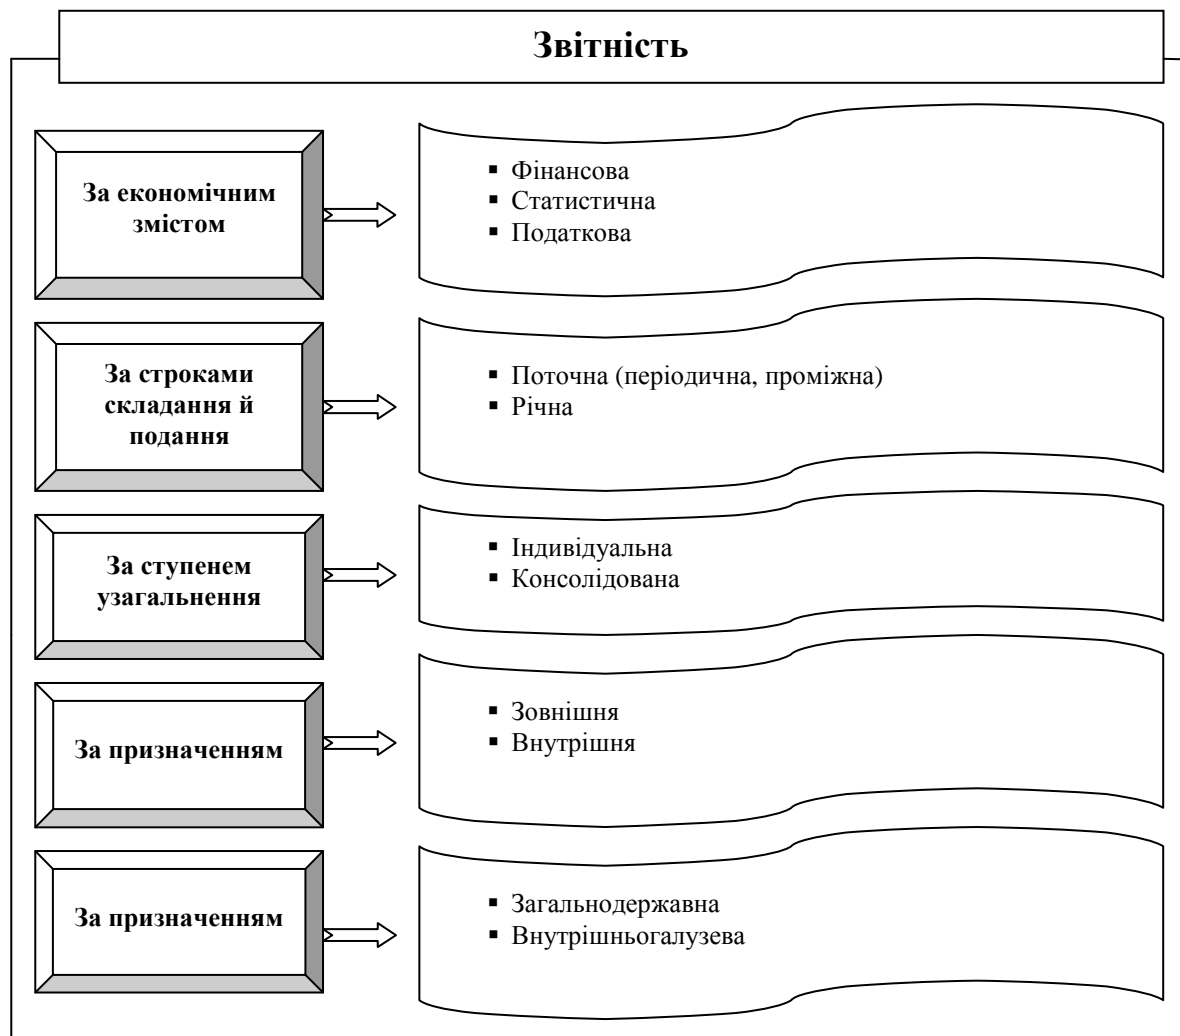 Звітність
За економічним
змістом
▪ Фінансова
▪ Статистична
▪ Податкова
За строками
складання й
подання
▪ Поточна (періодична, проміжна)
▪ Річна
За ступенем
узагальнення
▪ Індивідуальна
▪ Консолідована
За призначенням
▪ Зовнішня
▪ Внутрішня
За призначенням
▪ Загальнодержавна
▪ Внутрішньогалузева